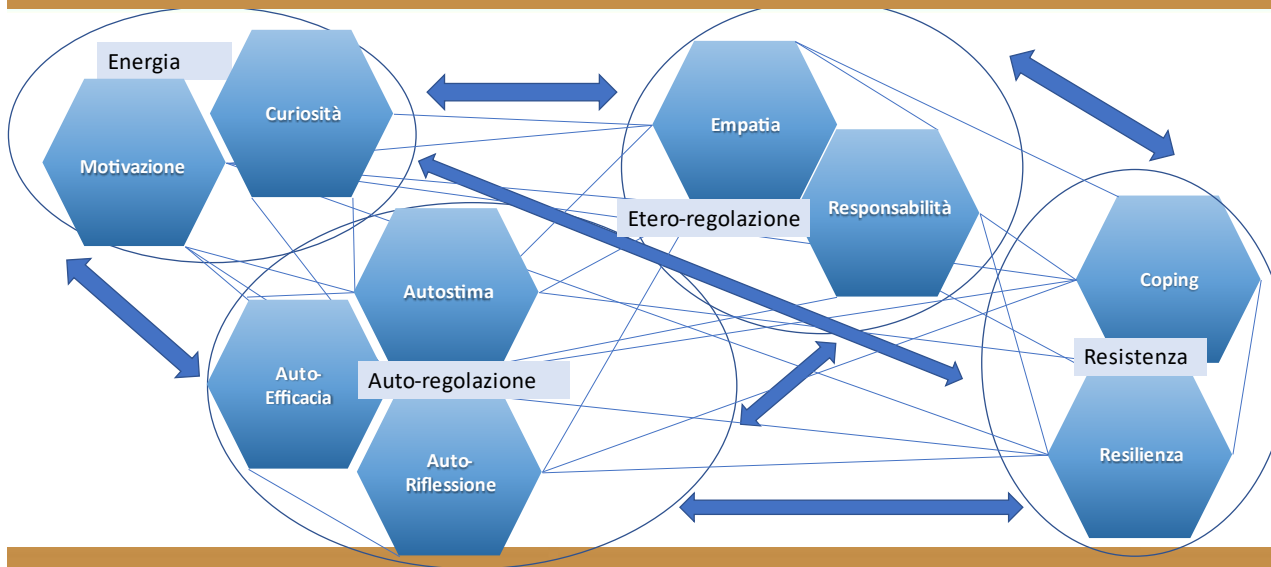 Energia
Curiosità
Motivazione
Empatia
Responsabilità
Etero-regolazione
Autostima
Auto-
Efficacia
Auto-regolazione
Auto-
Riflessione
Coping
Resistenza
Resilienza